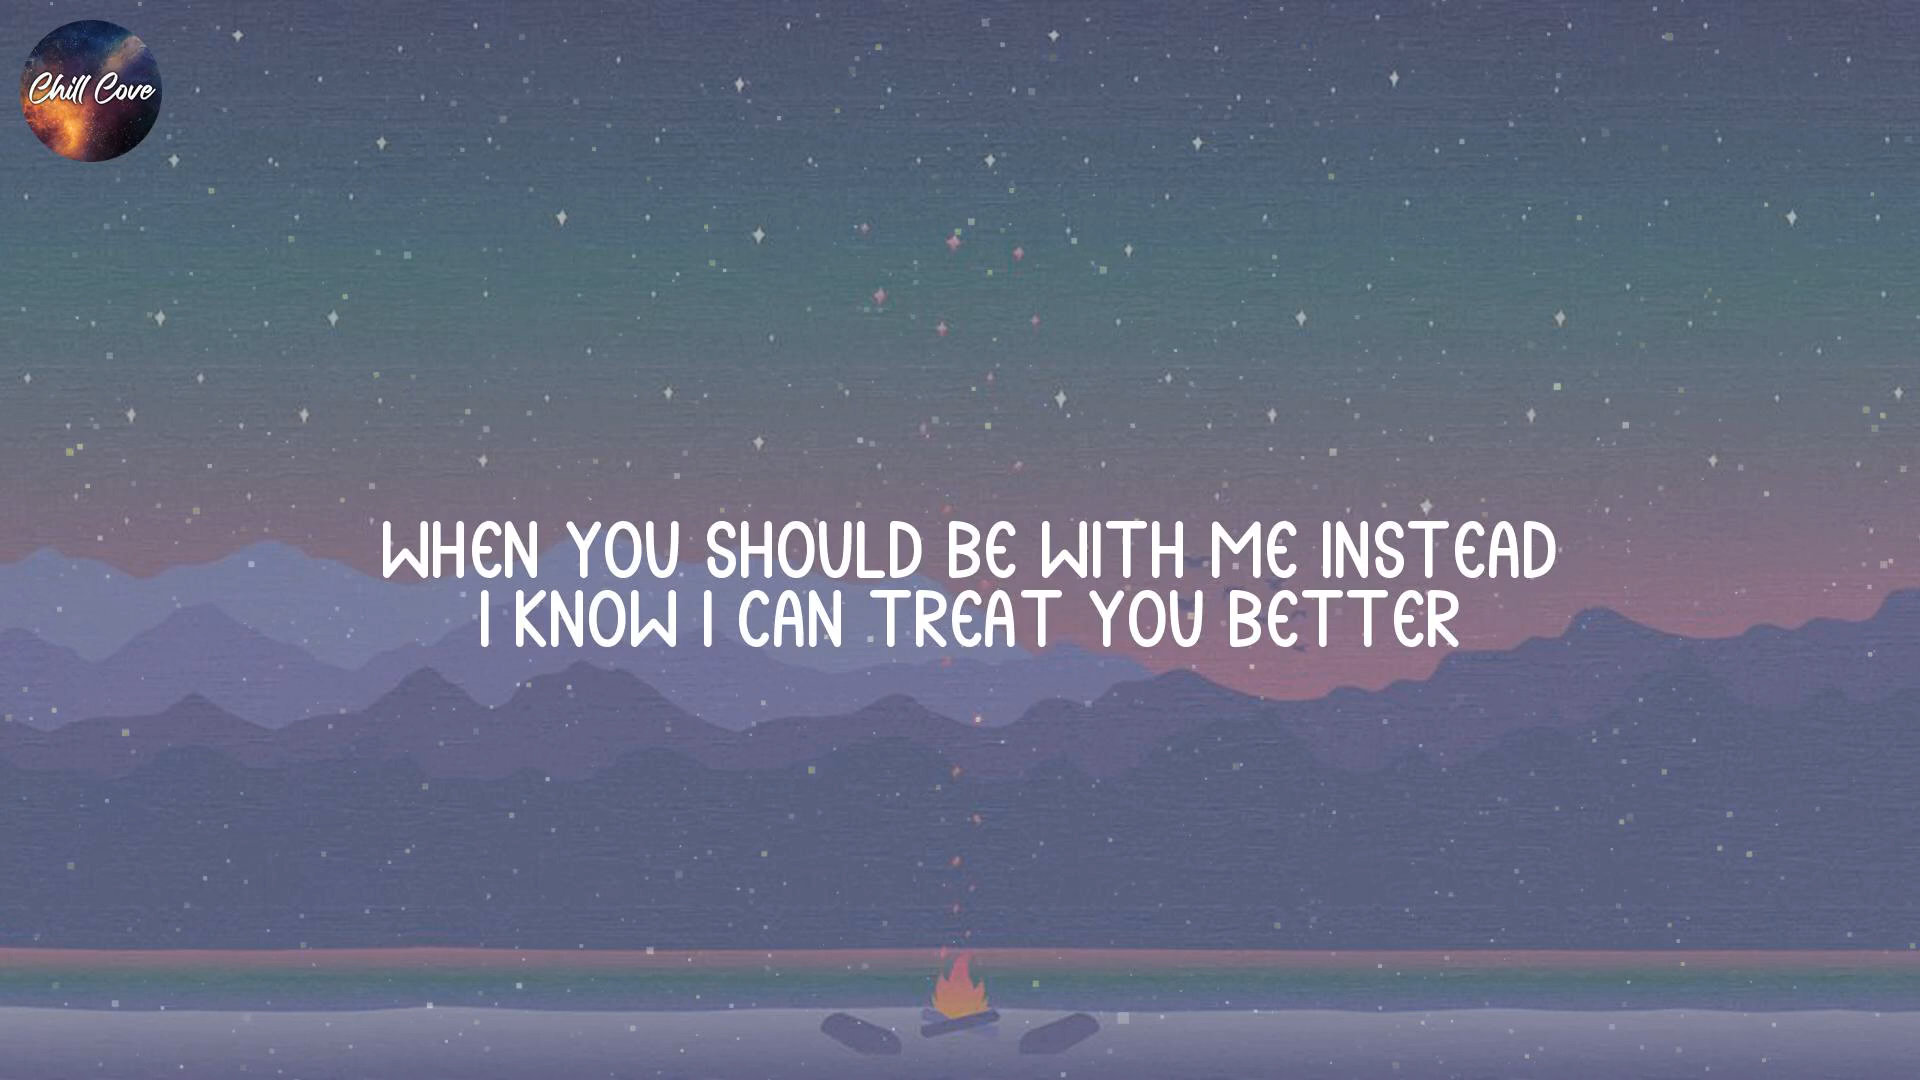 Chill Cove
WHEN YOU SHOULD BE WITH ME INSTEAD
I KNOW I CAN TREAT YOU BETTER